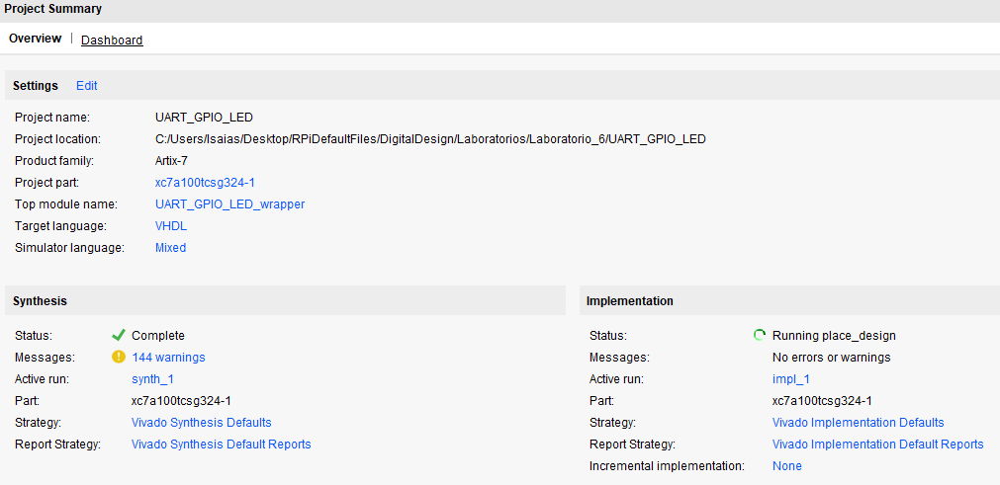 Project Summary
Overview | Dashboard
Settings Edit
Project name: UART_GPIO_LED
Project location: C:/Users/Isaias/Desktop/RPiDefaultFiles/DigitalDesign/Laboratorios/Laboratorio_6/UART_GPIO_LED
Product family: Artix-7
Project part: xc7a100tcsg324-1
Top module name: UART_GPIO_LED_wrapper
Target language: VHDL
Simulator language: Mixed
Synthesis
Status: Complete
Messages: 144 warnings
Active run: synth_1
Part: xc7a100tcsg324-1
Strategy: Vivado Synthesis Defaults
Report Strategy: Vivado Synthesis Default Reports
Implementation
Status: Running place_design
Messages: No errors or warnings
Active run: impl_1
Part: xc7a100tcsg324-1
Strategy: Vivado Implementation Defaults
Report Strategy: Vivado Implementation Default Reports
Incremental implementation: None